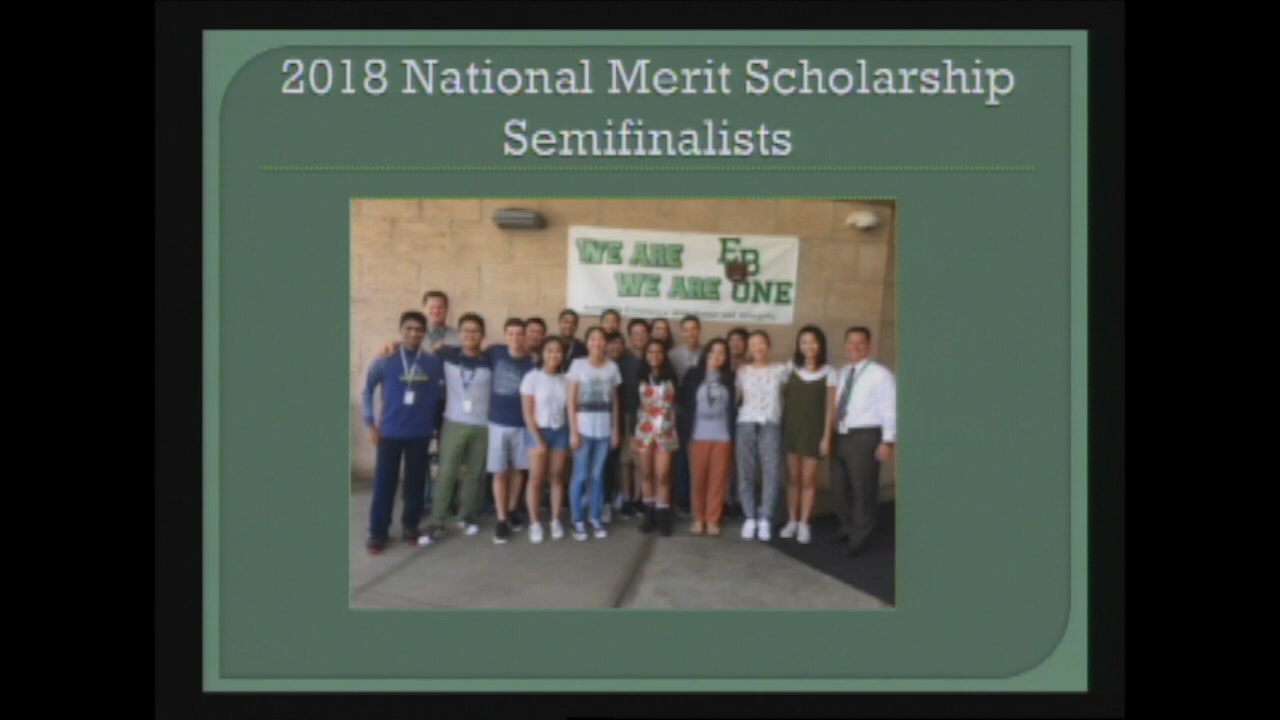 2018 National Merit Scholarship
Semifinalists
WE ARE EB
WE ARE ONE